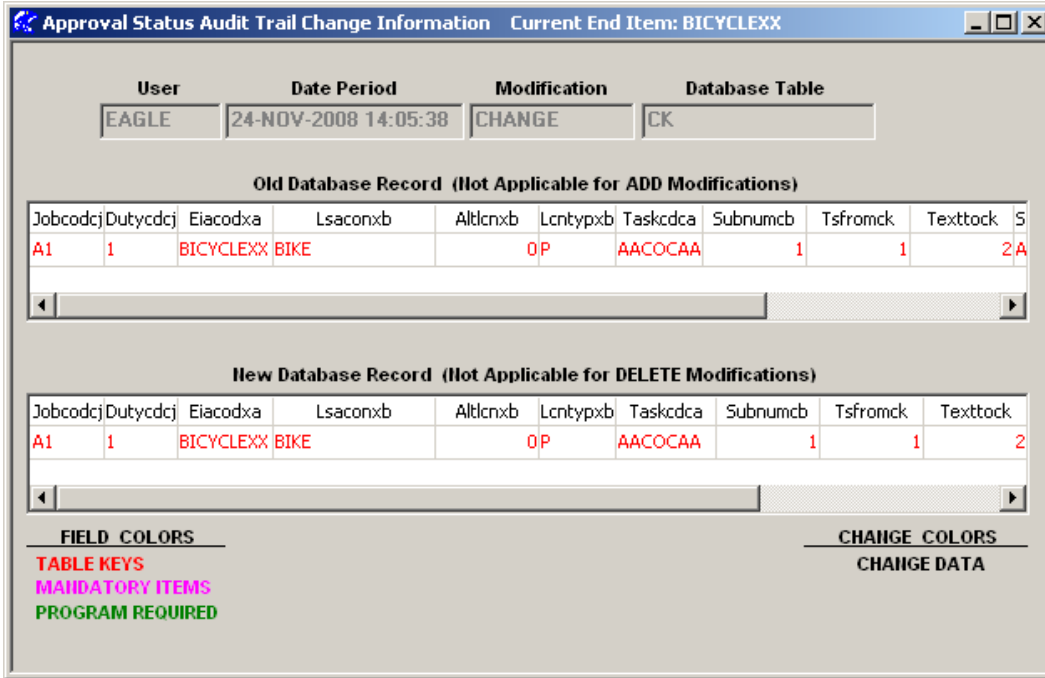 Approval Status Audit Trail Change Information Current End Item: BICYCLEXX
User Date Period Modification Database Table
EAGLE 24-NOV-2008 14:05:38 CHANGE CK
Old Database Record (Not Applicable for ADD Modifications)
Jobcodcj Dutycdcj Eiacodxa Lsaconxb Altlcnxb Lcntypxb Taskcdca Subnumcb Tsfromck Texttock S
A1 1 BICYCLEXX BIKE 0 P AACOCAA 1 1 2 A
New Database Record (Not Applicable for DELETE Modifications)
Jobcodcj Dutycdcj Eiacodxa Lsaconxb Altlcnxb Lcntypxb Taskcdca Subnumcb Tsfromck Texttock
A1 1 BICYCLEXX BIKE 0 P AACOCAA 1 1 2
FIELD COLORS CHANGE COLORS
TABLE KEYS CHANGE DATA
MANDATORY ITEMS
PROGRAM REQUIRED